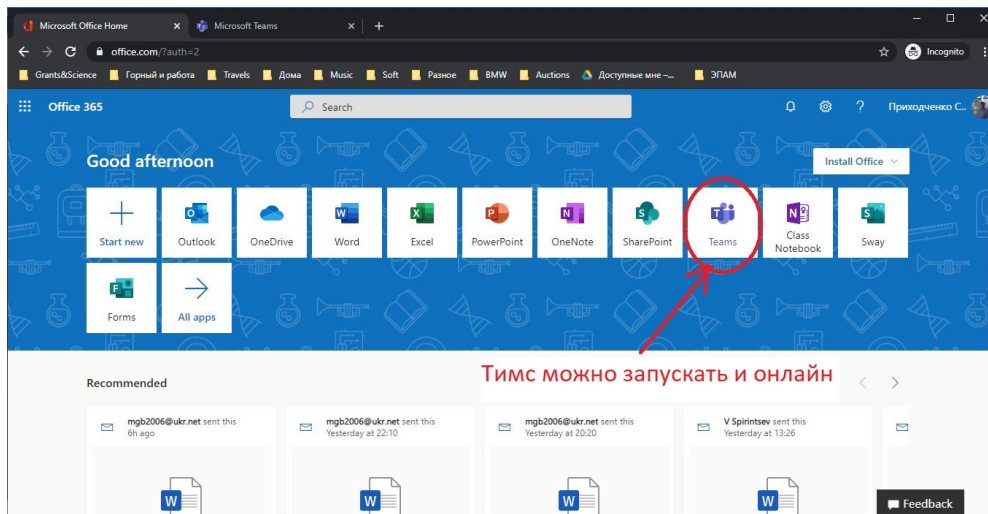 Microsoft Office Home
Microsoft Teams
office.com/?auth=2
Incognito
Grants&Science Горный и работа Travels Дома Music Soft Разное BMW Auctions Доступные мне –... ЭПАМ
Office 365
Search
? Приходченко С..
Good afternoon
Install Office
Start new Outlook OneDrive Word Excel PowerPoint OneNote SharePoint Teams Class Notebook Sway
Forms All apps
Тимс можно запускать и онлайн
Recommended
mgb2006@ukr.net sent this
6h ago
mgb2006@ukr.net sent this
Yesterday at 22:10
mgb2006@ukr.net sent this
Yesterday at 20:20
V Spirintsev sent this
Yesterday at 13:26
Feedback